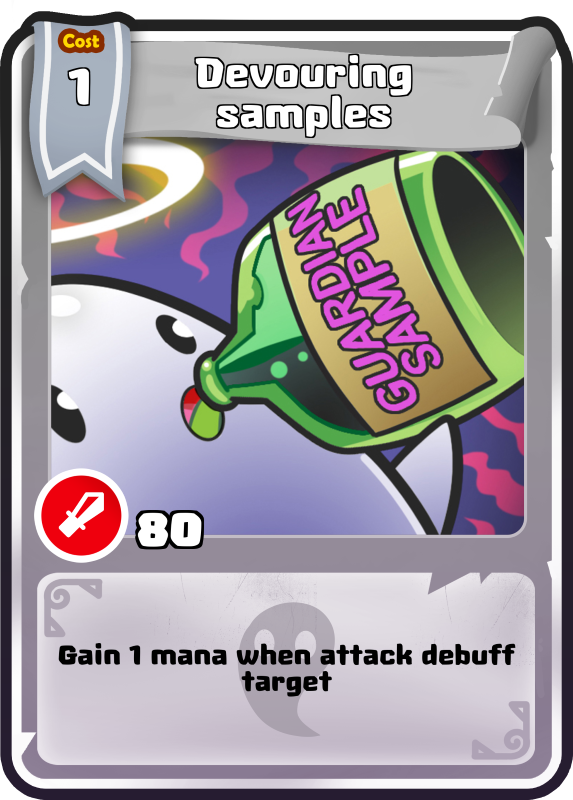 Cost
1
Devouring
samples
GUARDIAN
SAMPLE
80
Gain 1 mana when attack debuff
target